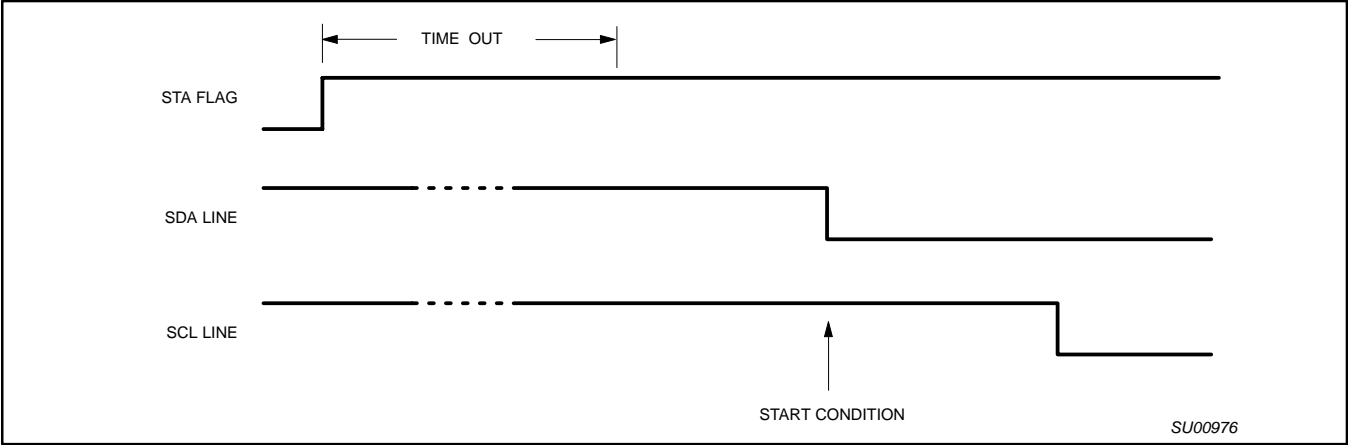 TIME OUT
STA FLAG
SDA LINE
SCL LINE
START CONDITION
SU00976